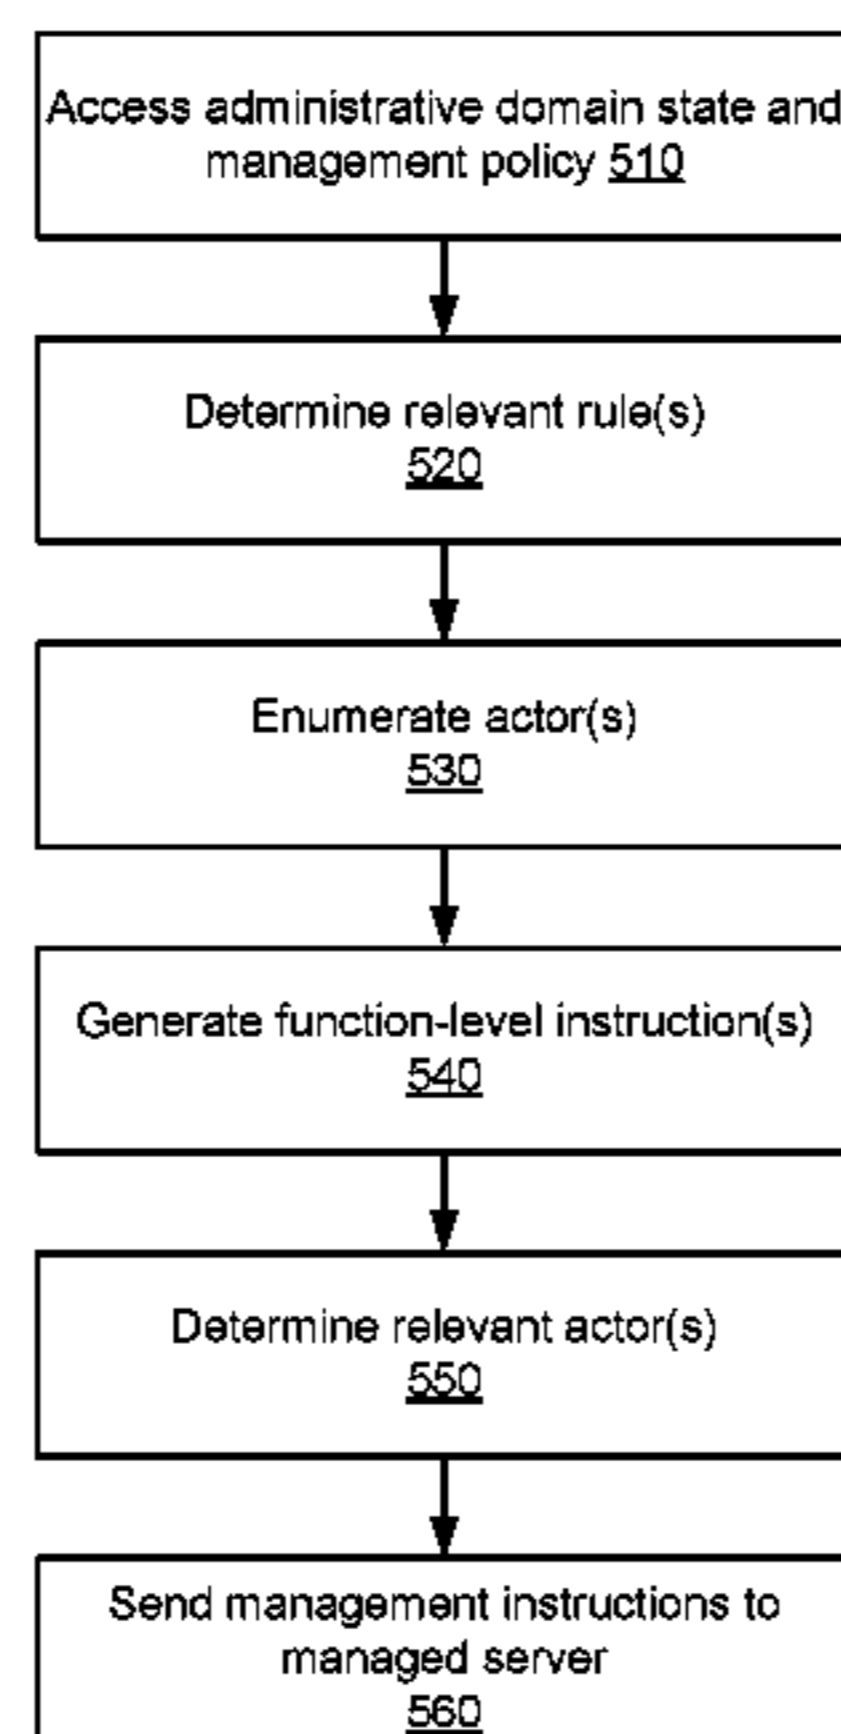 Access administrative domain state and
management policy 510
Determine relevant rule(s)
520
Enumerate actor(s)
530
Generate function-level instruction(s)
540
Determine relevant actor(s)
550
Send management instructions to
managed server
560